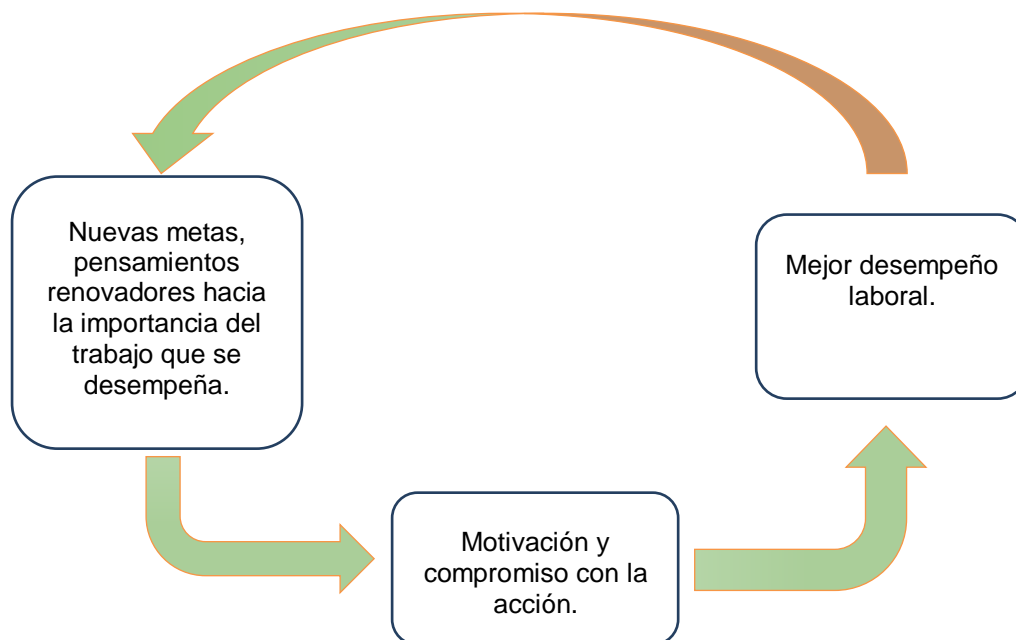 Nuevas metas,
pensamientos
renovadores hacia
la importancia del
trabajo que se
desempeña.
Mejor desempeño
laboral.
Motivación y
compromiso con la
acción.